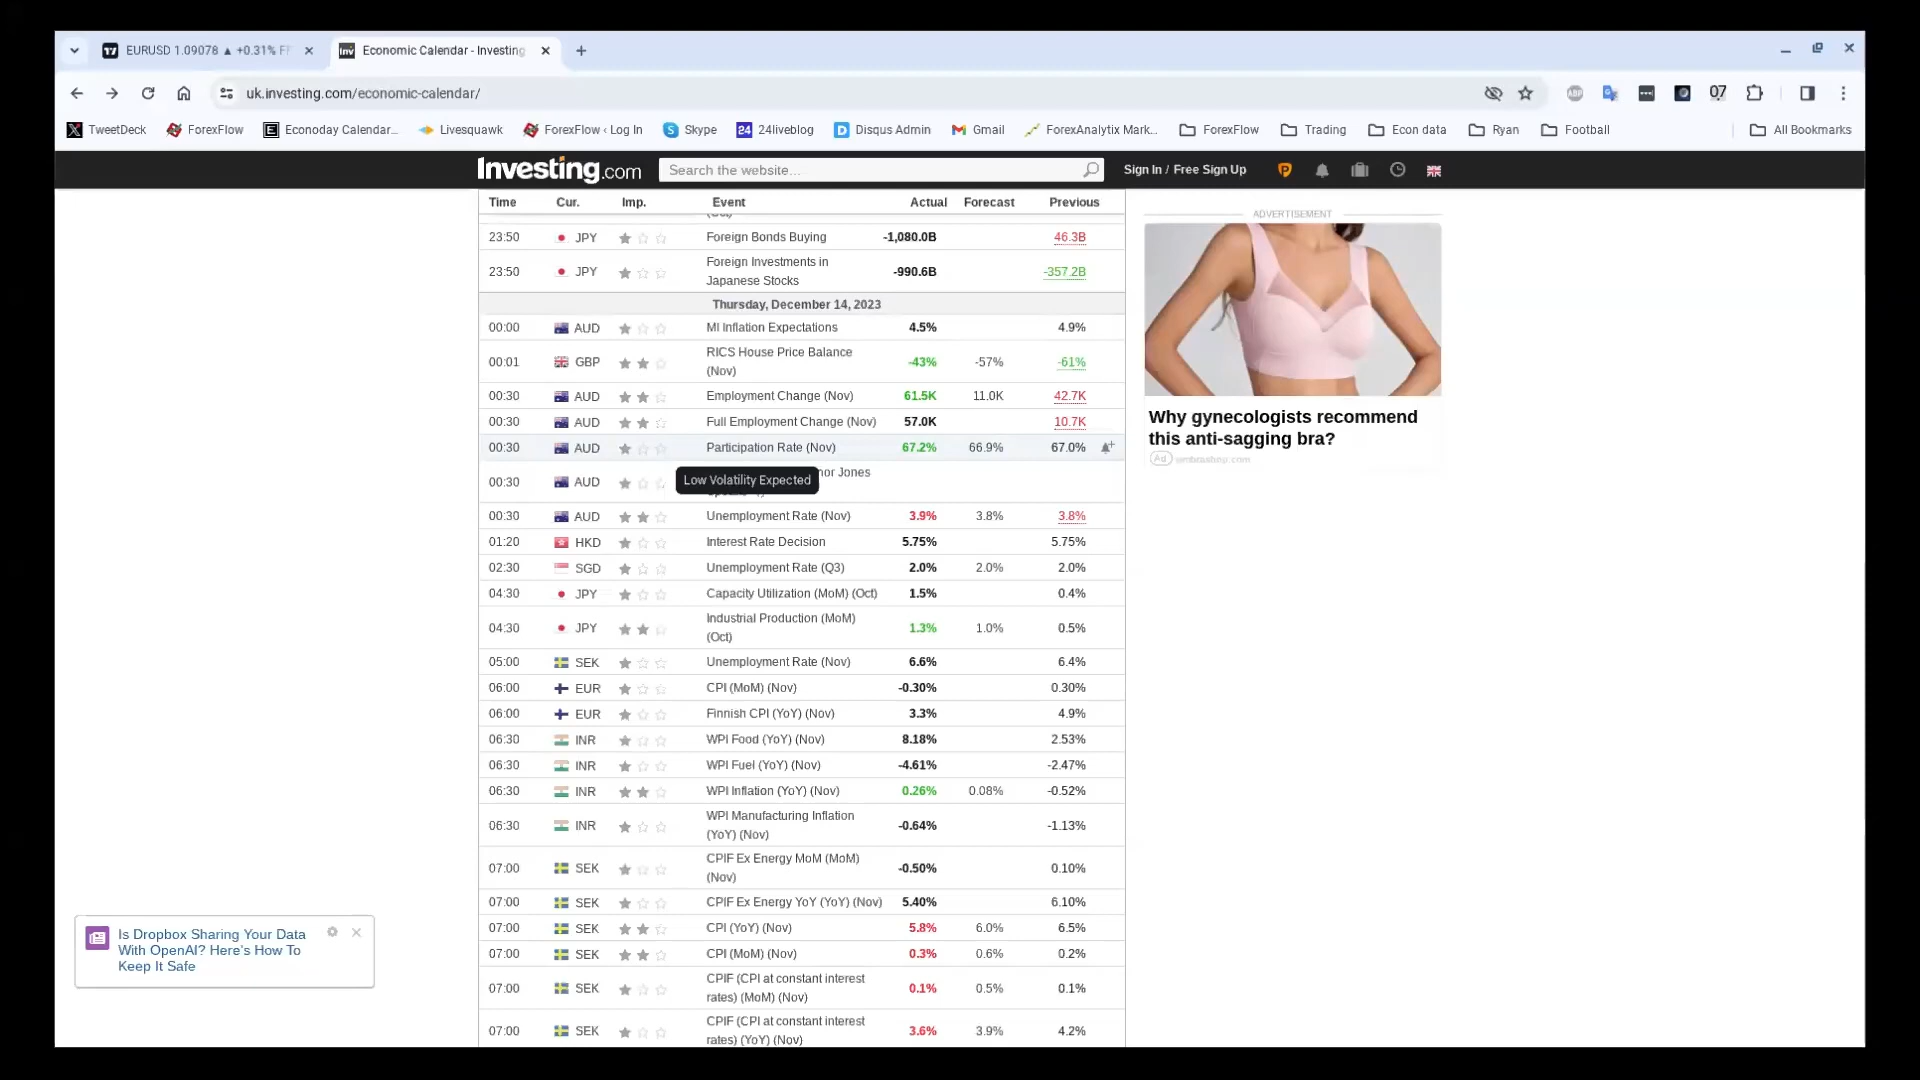 EURUSD 1.09078 ▲ +0.31%
Economic Calendar - Investing
uk.investing.com/economic-calendar/
ABP
07
TweetDeck ForexFlow Econoday Calendar... Livesquawk ForexFlow ‹ Log In Skype 24liveblog Disqus Admin Gmail ForexAnalytix Mark... ForexFlow Trading Econ data Ryan Football All Bookmarks
Investing.com Search the website... Sign In / Free Sign Up
Time Cur. Imp. Event Actual Forecast Previous
(Oct)
23:50 JPY Foreign Bonds Buying -1,080.0B 46.3B
23:50 JPY Foreign Investments in Japanese Stocks -990.6B -357.2B
Thursday, December 14, 2023
00:00 AUD MI Inflation Expectations 4.5% 4.9%
00:01 GBP RICS House Price Balance (Nov) -43% -57% -61%
00:30 AUD Employment Change (Nov) 61.5K 11.0K 42.7K
00:30 AUD Full Employment Change (Nov) 57.0K 10.7K
00:30 AUD Participation Rate (Nov) 67.2% 66.9% 67.0%
Low Volatility Expected
00:30 AUD Jones
00:30 AUD Unemployment Rate (Nov) 3.9% 3.8% 3.8%
01:20 HKD Interest Rate Decision 5.75% 5.75%
02:30 SGD Unemployment Rate (Q3) 2.0% 2.0% 2.0%
04:30 JPY Capacity Utilization (MoM) (Oct) 1.5% 0.4%
04:30 JPY Industrial Production (MoM) (Oct) 1.3% 1.0% 0.5%
05:00 SEK Unemployment Rate (Nov) 6.6% 6.4%
06:00 EUR CPI (MoM) (Nov) -0.30% 0.30%
06:00 EUR Finnish CPI (YoY) (Nov) 3.3% 4.9%
06:30 INR WPI Food (YoY) (Nov) 8.18% 2.53%
06:30 INR WPI Fuel (YoY) (Nov) -4.61% -2.47%
06:30 INR WPI Inflation (YoY) (Nov) 0.26% 0.08% -0.52%
06:30 INR WPI Manufacturing Inflation (YoY) (Nov) -0.64% -1.13%
07:00 SEK CPIF Ex Energy MoM (MoM) (Nov) -0.50% 0.10%
07:00 SEK CPIF Ex Energy YoY (YoY) (Nov) 5.40% 6.10%
07:00 SEK CPI (YoY) (Nov) 5.8% 6.0% 6.5%
07:00 SEK CPI (MoM) (Nov) 0.3% 0.6% 0.2%
07:00 SEK CPIF (CPI at constant interest rates) (MoM) (Nov) 0.1% 0.5% 0.1%
07:00 SEK CPIF (CPI at constant interest rates) (YoY) (Nov) 3.6% 3.9% 4.2%
ADVERTISEMENT
Why gynecologists recommend
this anti-sagging bra?
Ad
Is Dropbox Sharing Your Data
With OpenAI? Here's How To
Keep It Safe